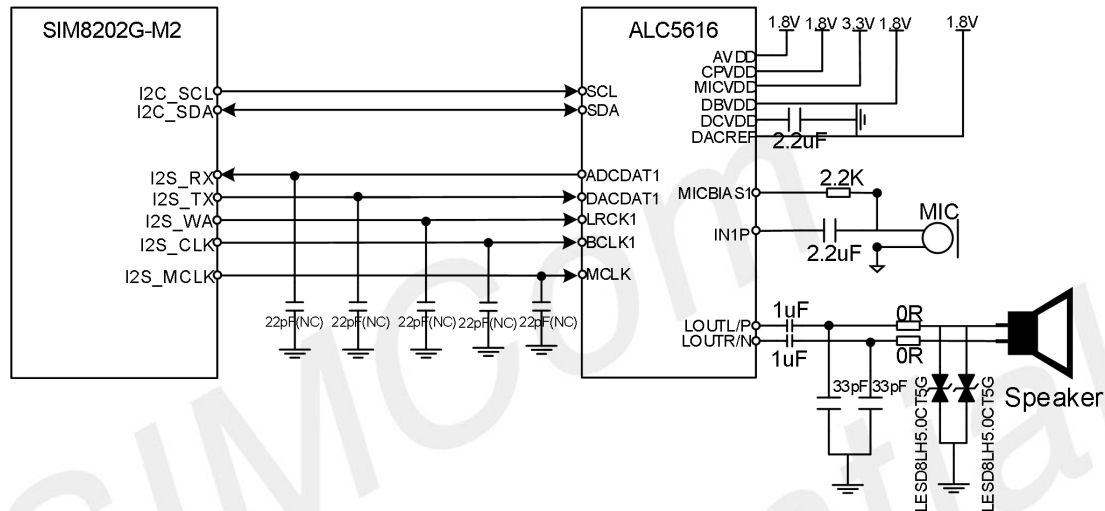 SIM8202G-M2
ALC5616
1.8V 1.8V 3.3V 1.8V 1.8V
AVDD
CPVDD
MICVDD
DBVDD
DCVDD
DACREF
2.2uF
I2C_SCL
SCL
I2C_SDA
SDA
I2S_RX
ADCDAT1
I2S_TX
DACDAT1
I2S_WA
LRCK1
I2S_CLK
BCLK1
I2S_MCLK
MCLK
22pF(NC) 22pF(NC) 22pF(NC) 22pF(NC) 22pF(NC)
MICBIAS1
2.2K
MIC
IN1P
2.2uF
1uF
LOUTL/P
0R
LOUTR/N
1uF
0R
33pF 33pF
LESD8LH5.0CT5G
LESD8LH5.0CT5G
Speaker
SIMCom